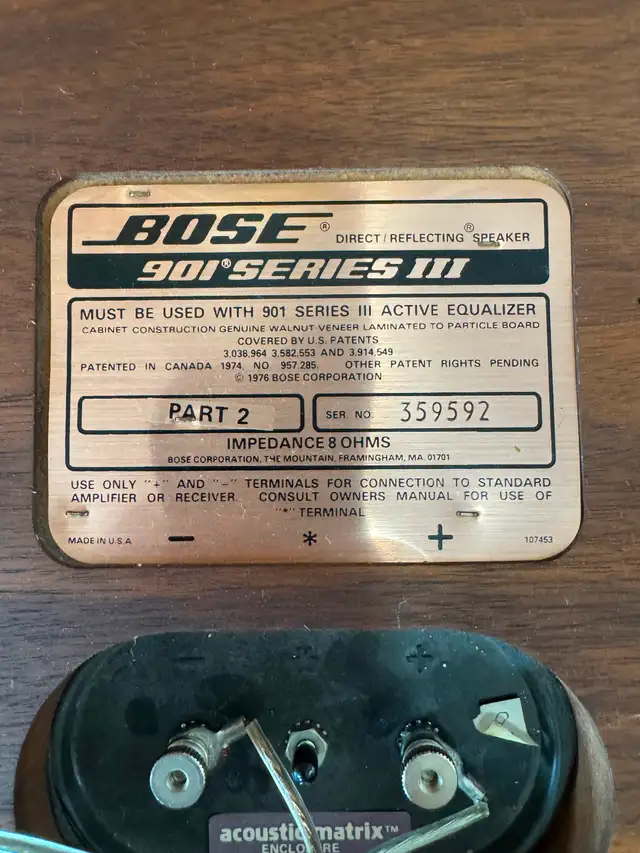 BOSE® DIRECT/REFLECTING® SPEAKER
901® SERIES III
MUST BE USED WITH 901 SERIES III ACTIVE EQUALIZER
CABINET CONSTRUCTION GENUINE WALNUT VENEER LAMINATED TO PARTICLE BOARD
COVERED BY U.S. PATENTS
3,038,964 3,582,553 AND 3,914,549
PATENTED IN CANADA 1974, NO. 957,285. OTHER PATENT RIGHTS PENDING
© 1976 BOSE CORPORATION
PART 2 SER. NO. 359592
IMPEDANCE 8 OHMS
BOSE CORPORATION, THE MOUNTAIN, FRAMINGHAM, MA. 01701
USE ONLY "+" AND "–" TERMINALS FOR CONNECTION TO STANDARD
AMPLIFIER OR RECEIVER. CONSULT OWNERS MANUAL FOR USE OF
"*" TERMINAL
MADE IN U.S.A – * + 107453
– * +
acoustic matrix™